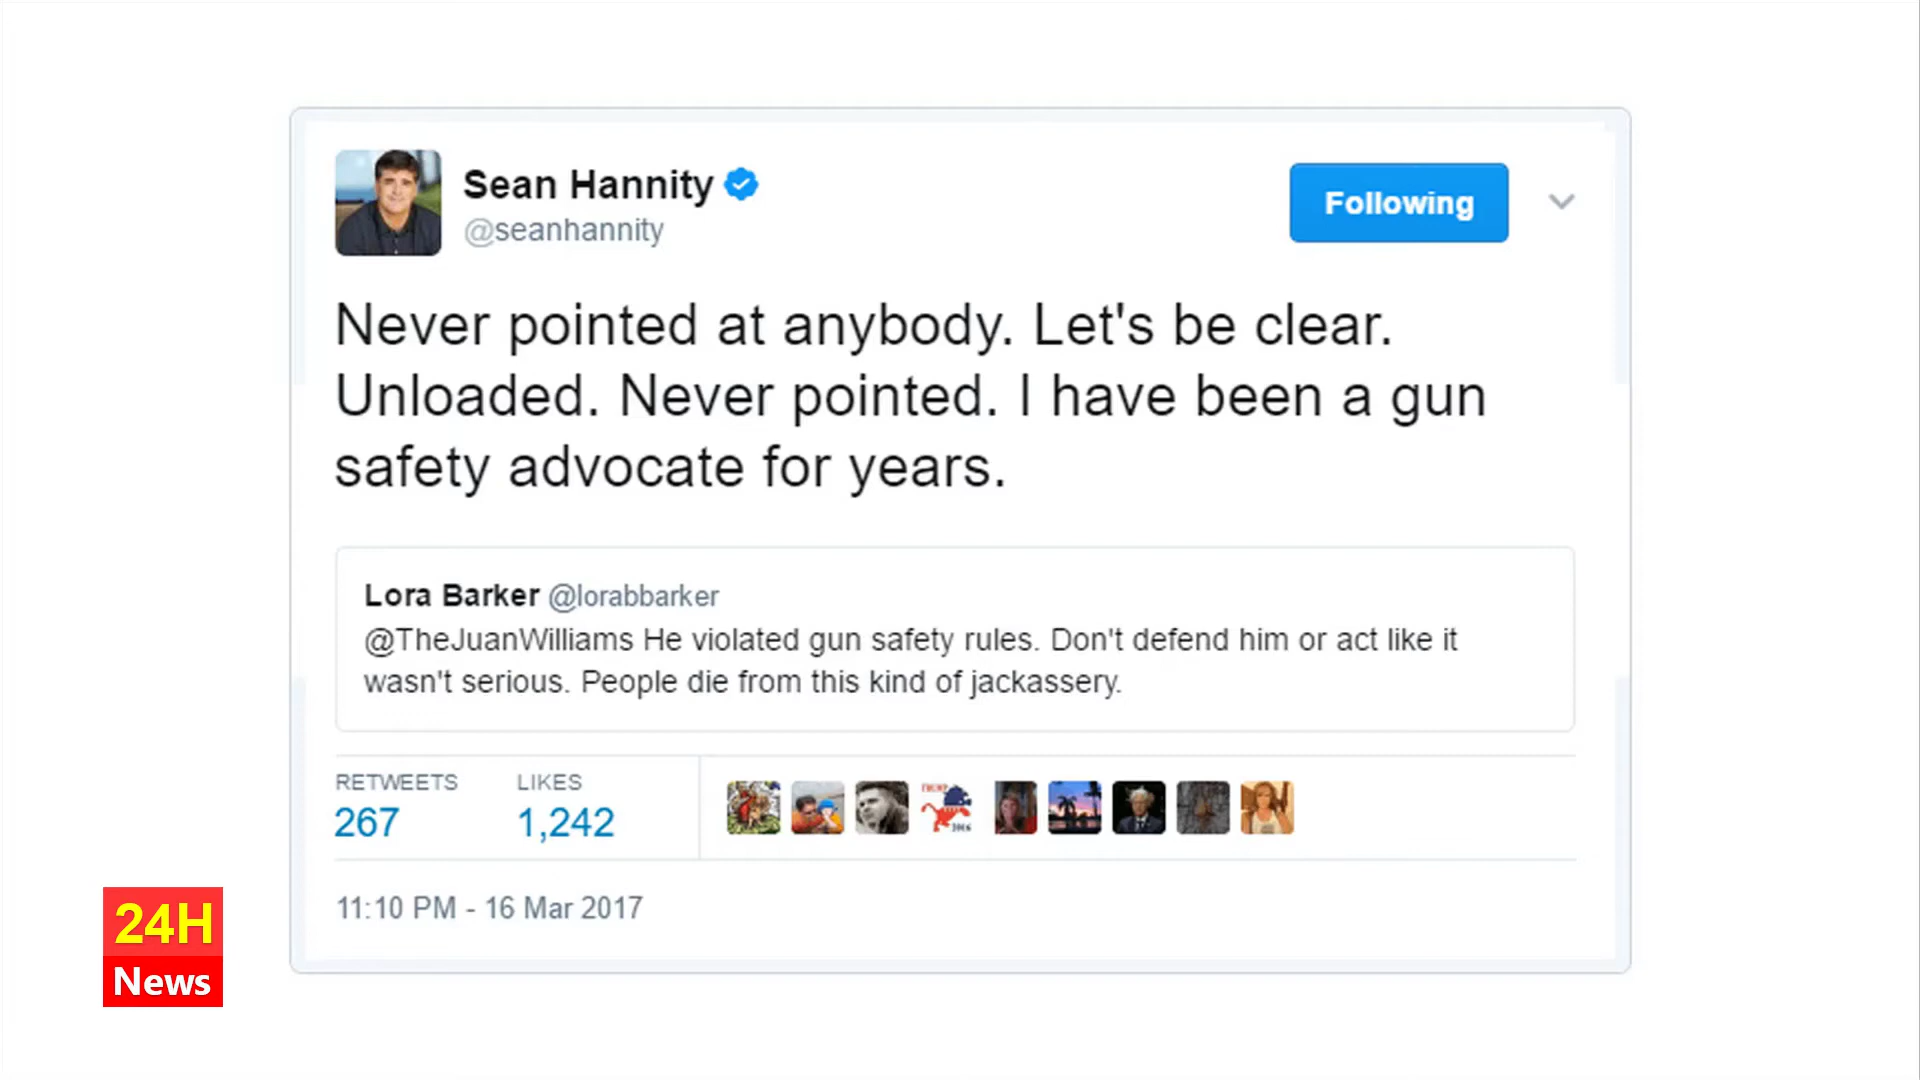 Sean Hannity
@seanhannity
Following
Never pointed at anybody. Let's be clear.
Unloaded. Never pointed. I have been a gun
safety advocate for years.
Lora Barker @lorabbarker
@TheJuanWilliams He violated gun safety rules. Don't defend him or act like it
wasn't serious. People die from this kind of jackassery.
RETWEETS LIKES
267 1,242
TRUMP
2016
11:10 PM - 16 Mar 2017
24H
News